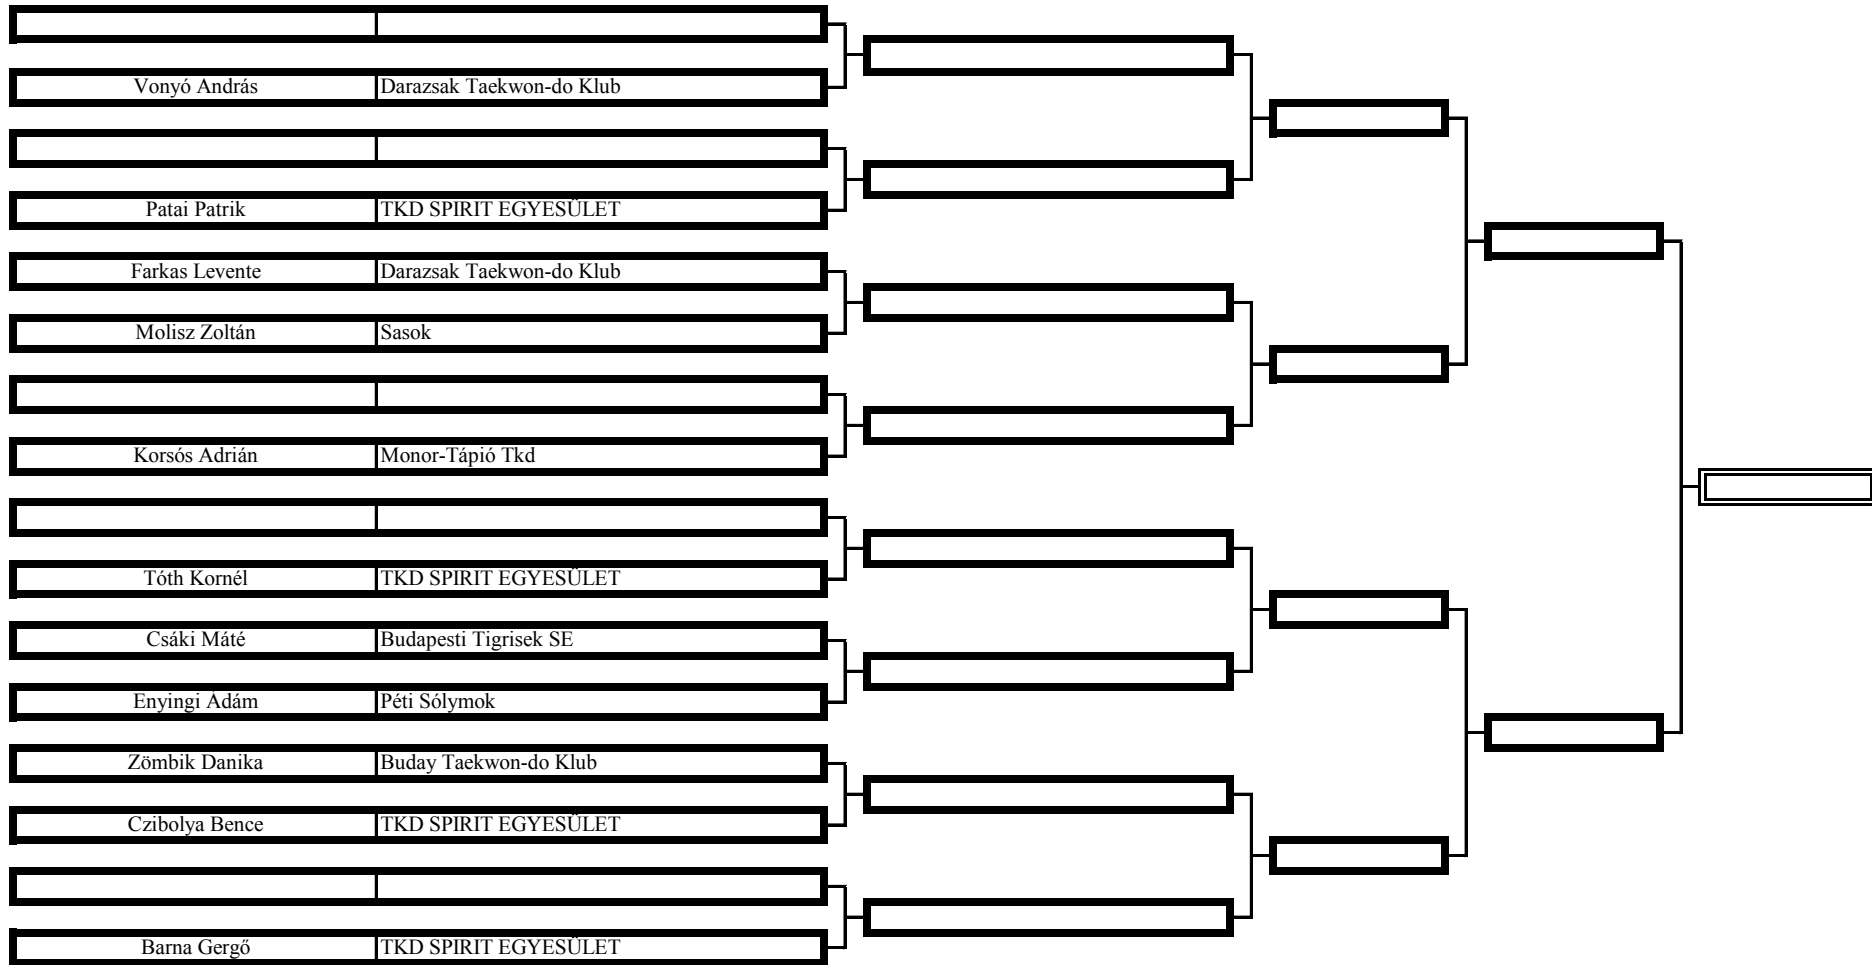 Vonyó András Darazsak Taekwon-do Klub
Patai Patrik TKD SPIRIT EGYESÜLET
Farkas Levente Darazsak Taekwon-do Klub
Molisz Zoltán Sasok
Korsós Adrián Monor-Tápió Tkd
Tóth Kornél TKD SPIRIT EGYESÜLET
Csáki Máté Budapesti Tigrisek SE
Enyingi Ádám Péti Sólymok
Zömbik Danika Buday Taekwon-do Klub
Czibolya Bence TKD SPIRIT EGYESÜLET
Barna Gergő TKD SPIRIT EGYESÜLET